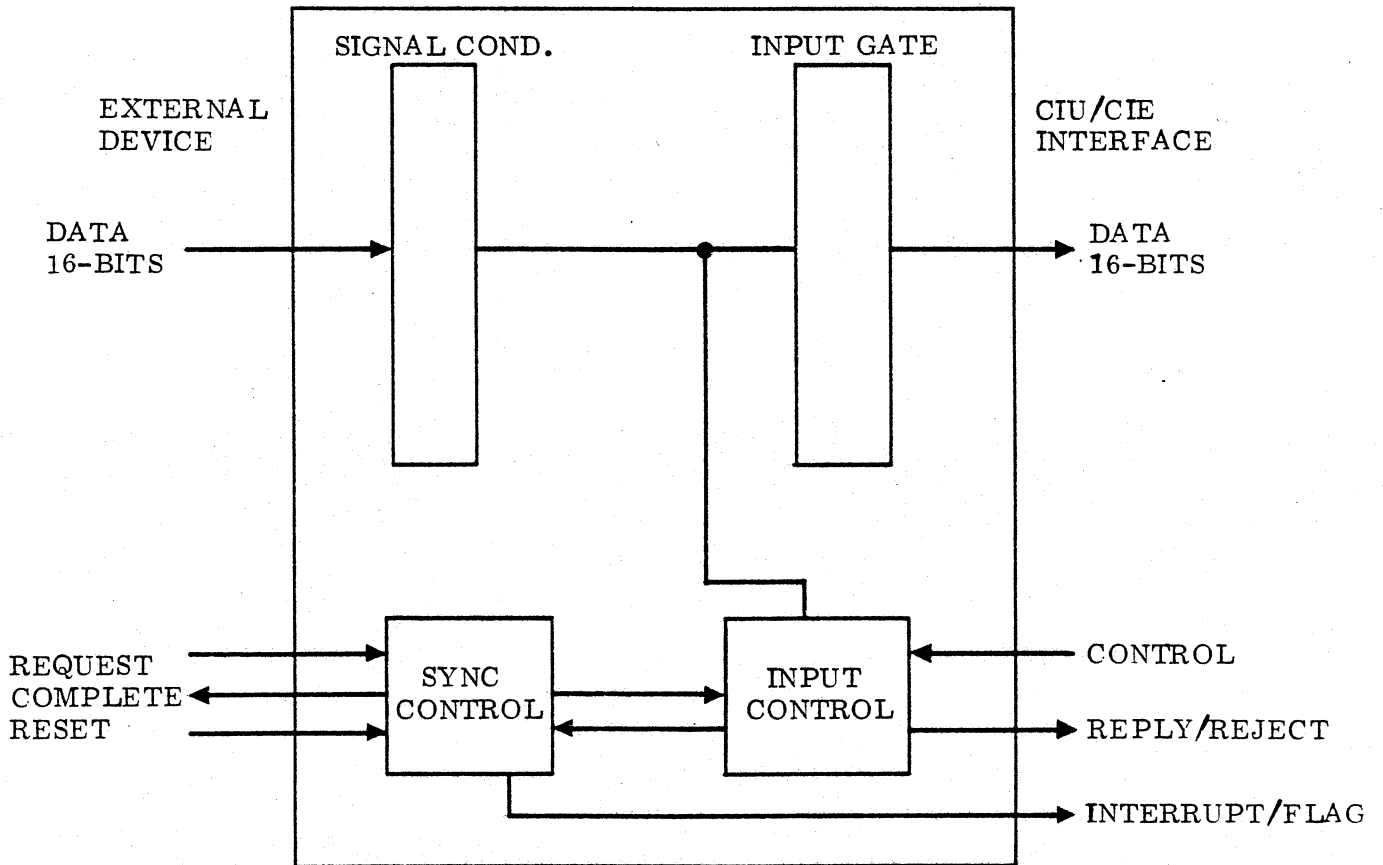 SIGNAL COND.
INPUT GATE
EXTERNAL
DEVICE
CIU/CIE
INTERFACE
DATA
16-BITS
DATA
16-BITS
REQUEST
COMPLETE
RESET
SYNC
CONTROL
INPUT
CONTROL
CONTROL
REPLY/REJECT
INTERRUPT/FLAG